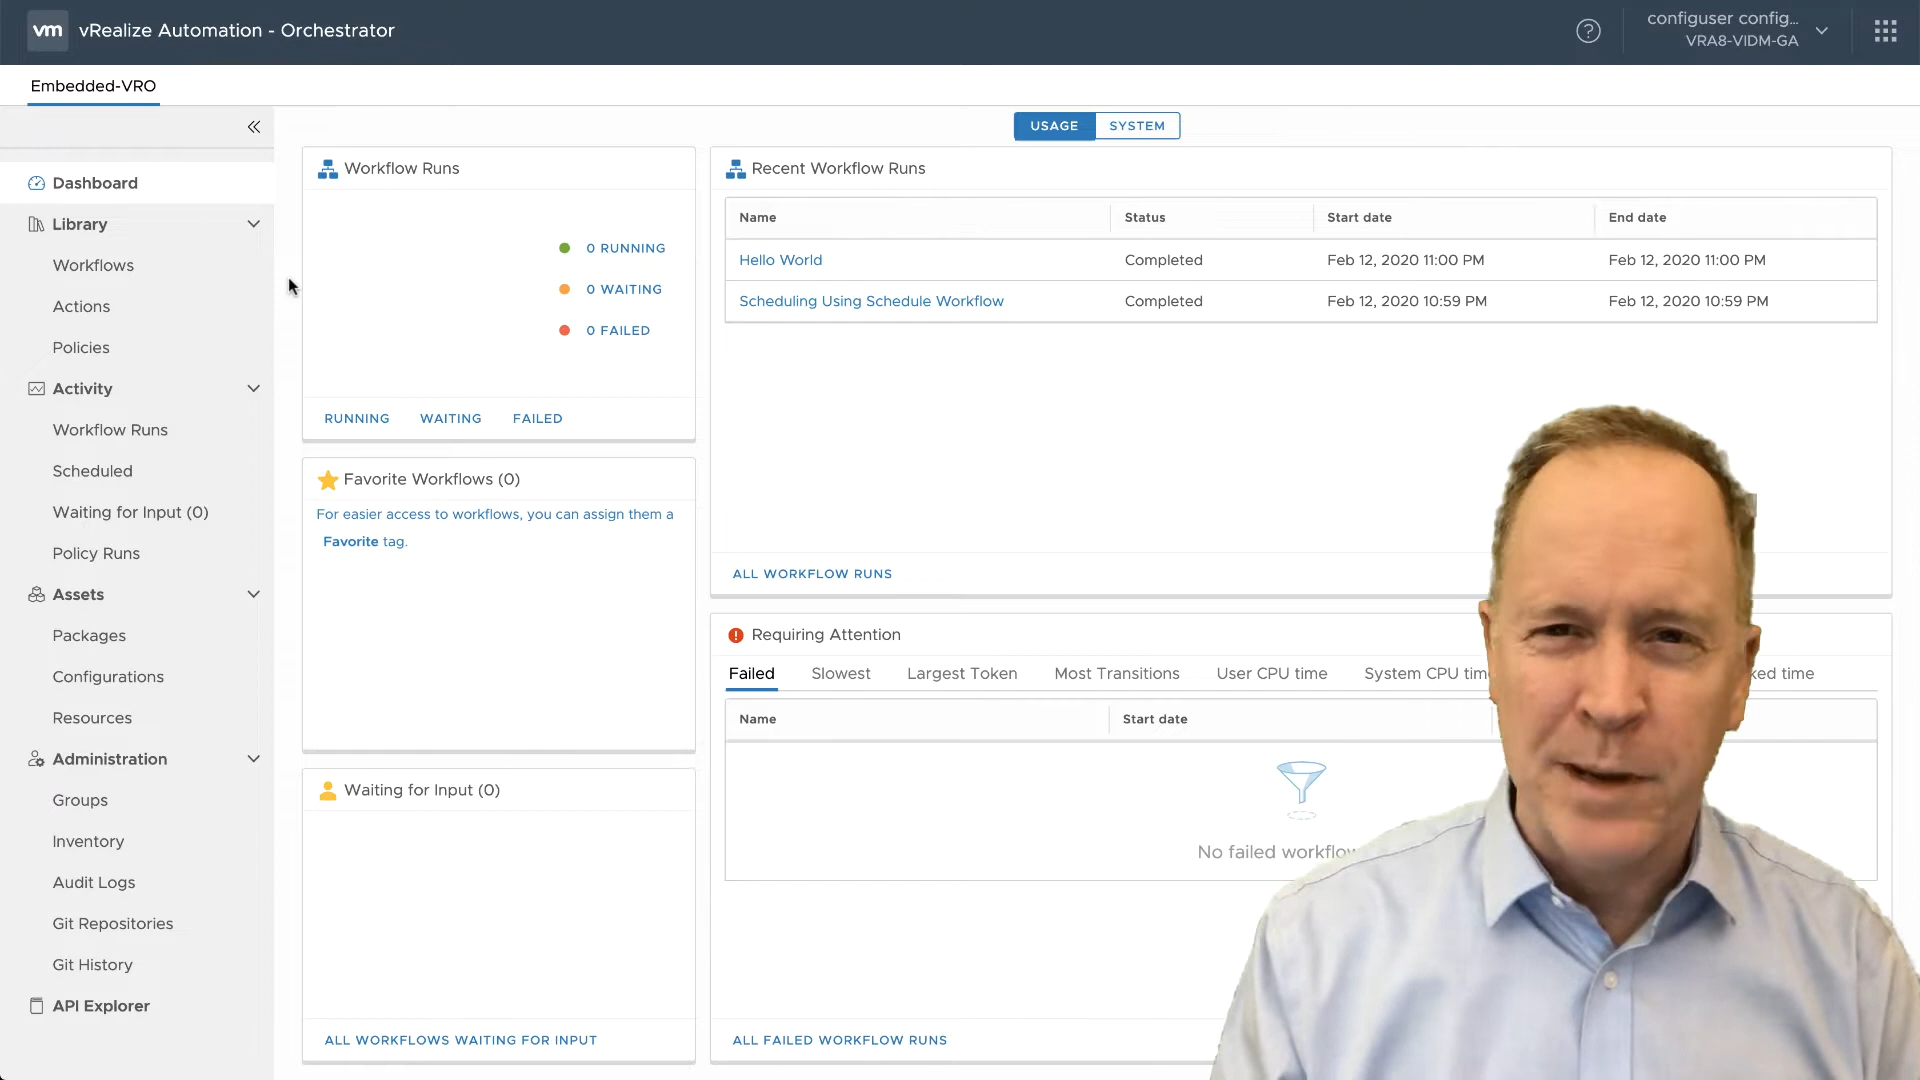 vm vRealize Automation - Orchestrator
configuser config...
VRA8-VIDM-GA
Embedded-VRO
USAGE SYSTEM
Dashboard
Library
Workflows
Actions
Policies
Activity
Workflow Runs
Scheduled
Waiting for Input (0)
Policy Runs
Assets
Packages
Configurations
Resources
Administration
Groups
Inventory
Audit Logs
Git Repositories
Git History
API Explorer
Workflow Runs
0 RUNNING
0 WAITING
0 FAILED
RUNNING WAITING FAILED
Favorite Workflows (0)
For easier access to workflows, you can assign them a
Favorite tag.
Waiting for Input (0)
ALL WORKFLOWS WAITING FOR INPUT
Recent Workflow Runs
Name Status Start date End date
Hello World Completed Feb 12, 2020 11:00 PM Feb 12, 2020 11:00 PM
Scheduling Using Schedule Workflow Completed Feb 12, 2020 10:59 PM Feb 12, 2020 10:59 PM
ALL WORKFLOW RUNS
Requiring Attention
Failed Slowest Largest Token Most Transitions User CPU time System CPU time time
Name Start date
No failed
ALL FAILED WORKFLOW RUNS